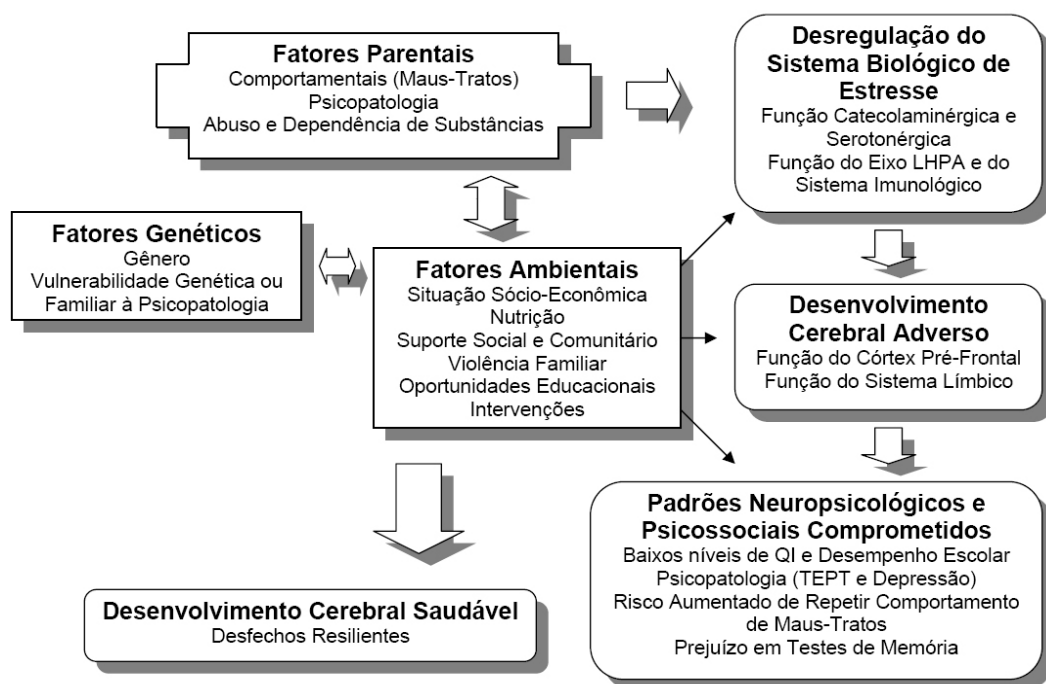 Fatores Parentais
Comportamentais (Maus-Tratos)
Psicopatologia
Abuso e Dependência de Substâncias
Desregulação do
Sistema Biológico de
Estresse
Função Catecolaminérgica e
Serotonérgica
Função do Eixo LHPA e do
Sistema Imunológico
Fatores Genéticos
Gênero
Vulnerabilidade Genética ou
Familiar à Psicopatologia
Fatores Ambientais
Situação Sócio-Econômica
Nutrição
Suporte Social e Comunitário
Violência Familiar
Oportunidades Educacionais
Intervenções
Desenvolvimento
Cerebral Adverso
Função do Córtex Pré-Frontal
Função do Sistema Límbico
Padrões Neuropsicológicos e
Psicossociais Comprometidos
Baixos níveis de QI e Desempenho Escolar
Psicopatologia (TEPT e Depressão)
Risco Aumentado de Repetir Comportamento
de Maus-Tratos
Prejuízo em Testes de Memória
Desenvolvimento Cerebral Saudável
Desfechos Resilientes